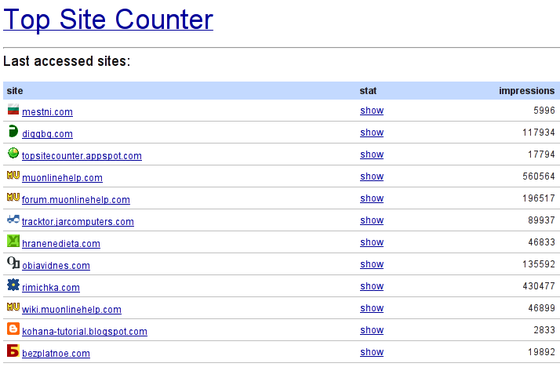 Top Site Counter
Last accessed sites:
site stat impressions
mestni.com show 5996
diggbg.com show 117934
topsitecounter.appspot.com show 17794
muonlinehelp.com show 560564
forum.muonlinehelp.com show 196517
tracktor.jarcomputers.com show 89937
hranenedieta.com show 46833
obiavidnes.com show 135592
rimichka.com show 430477
wiki.muonlinehelp.com show 46899
kohana-tutorial.blogspot.com show 2833
bezplatnoe.com show 19892